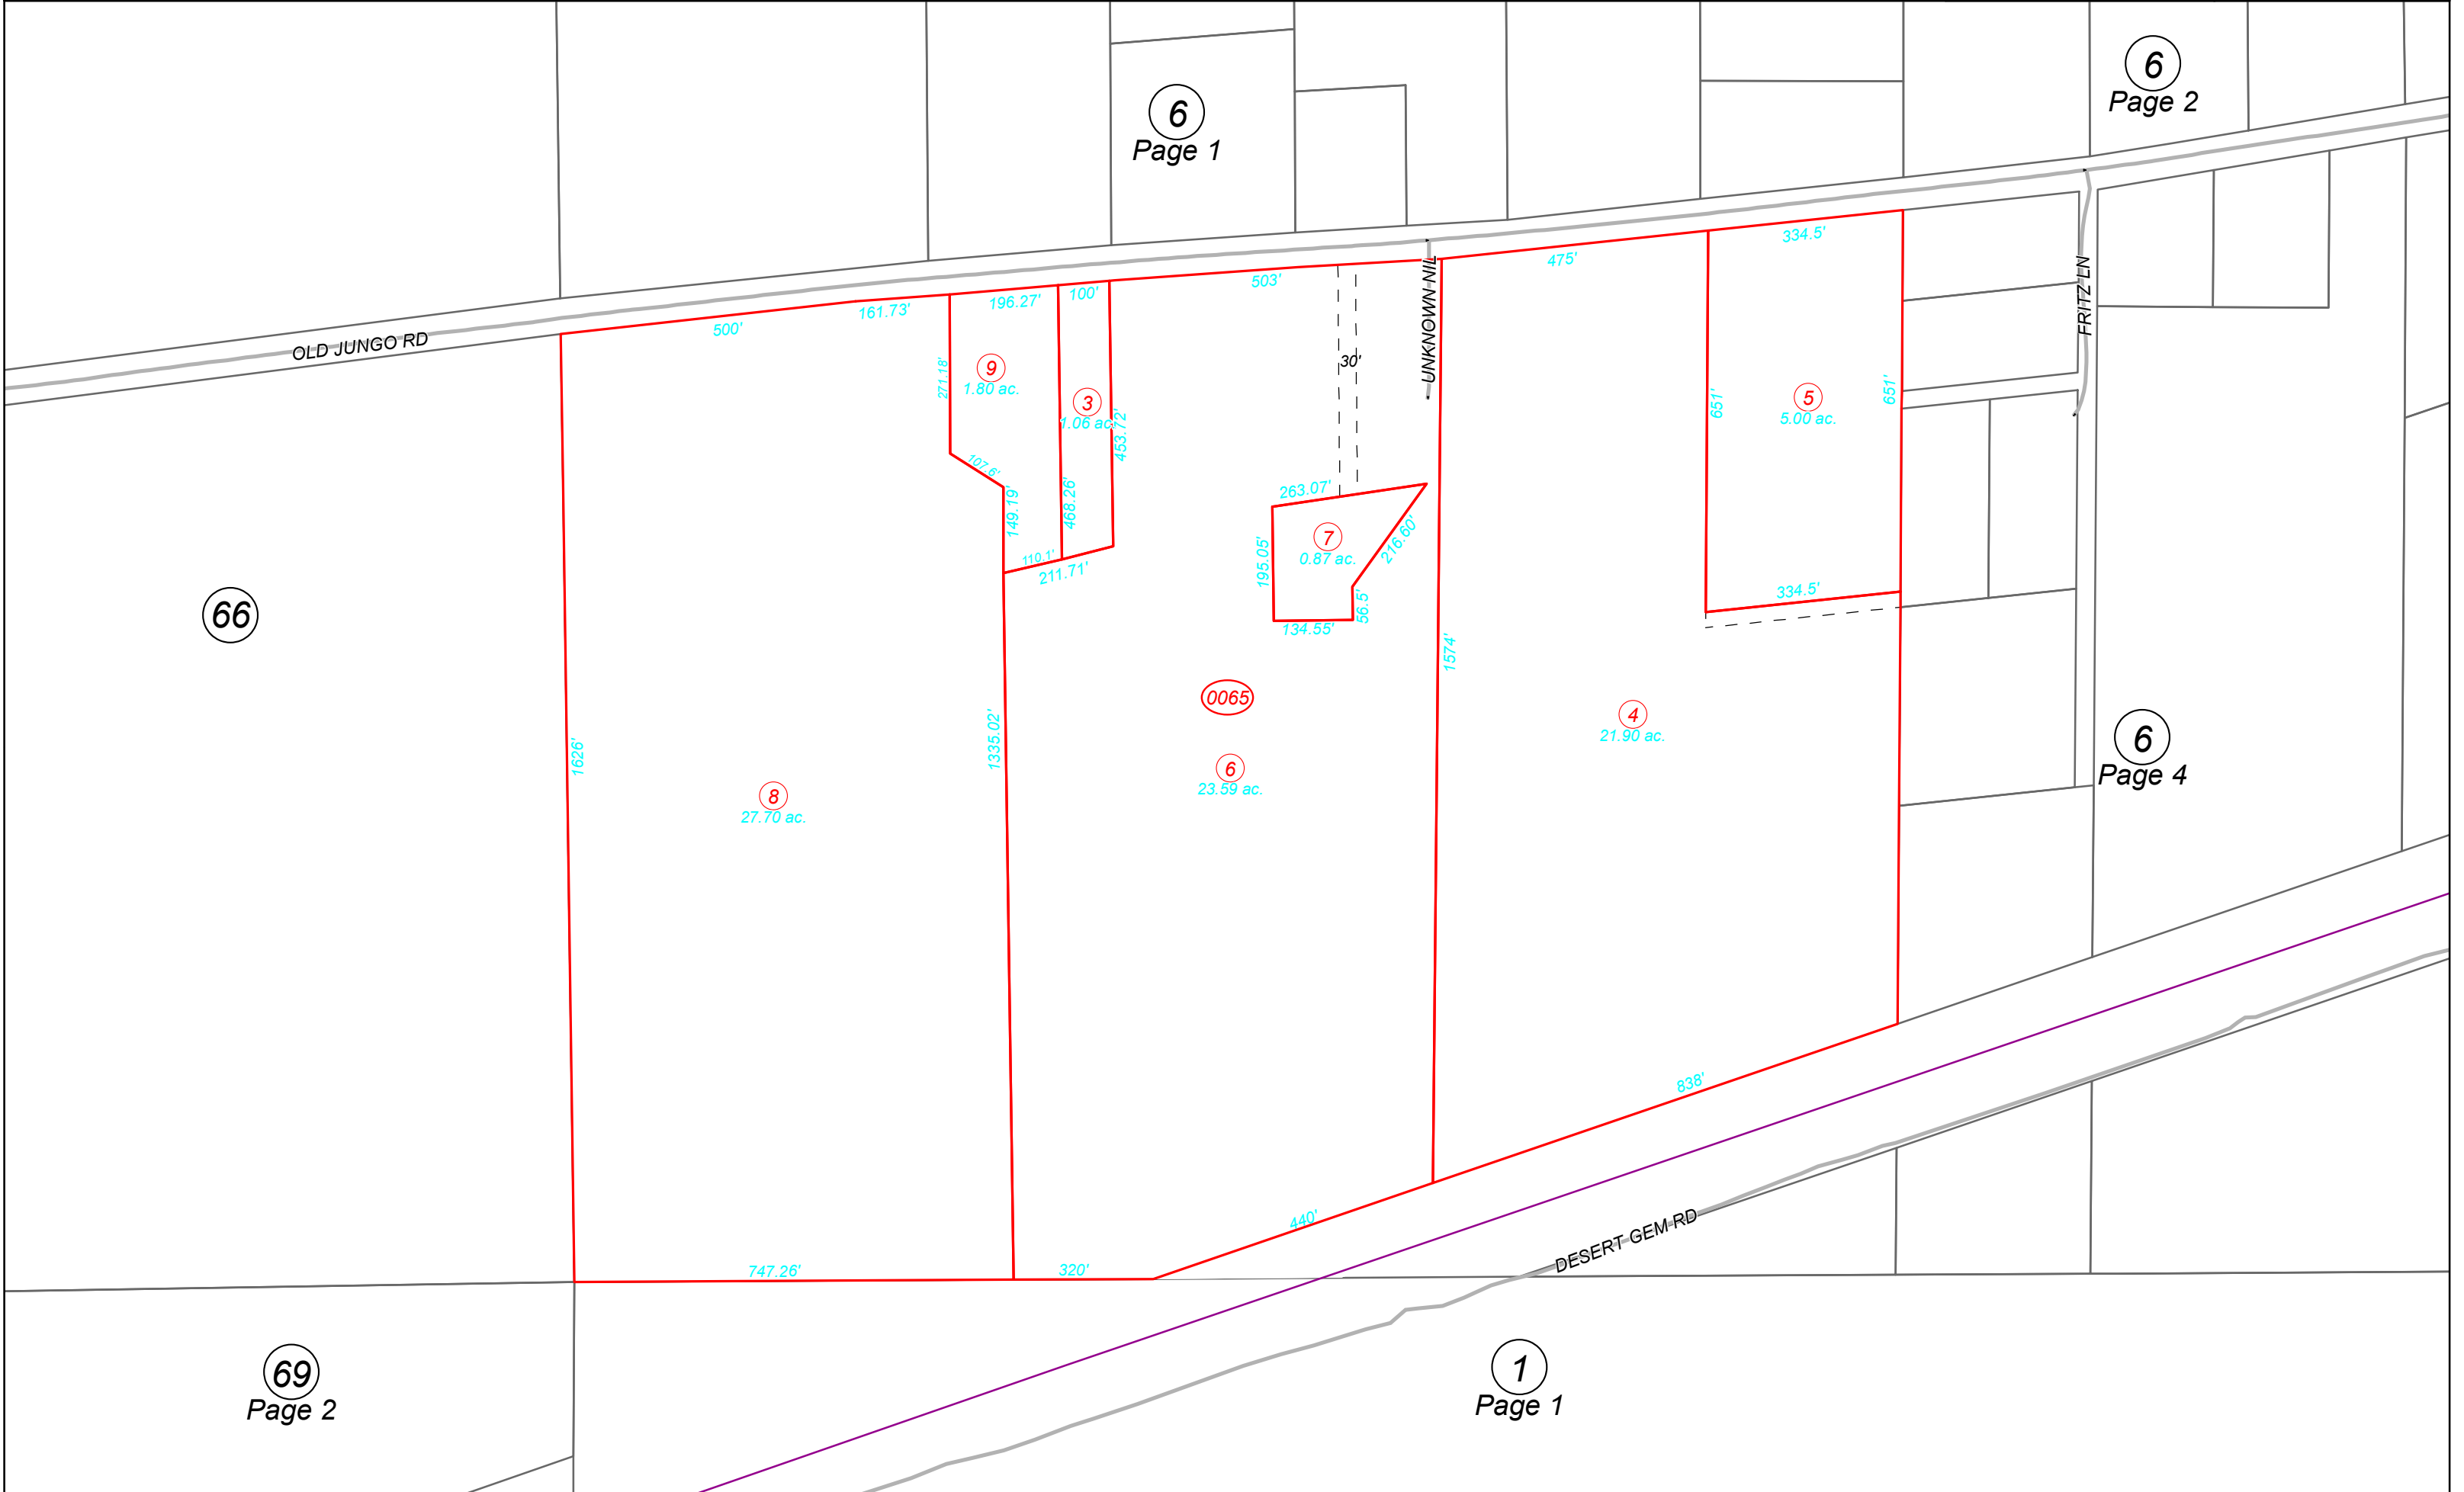 6
Page 2
6
Page 1
334.5'
475'
503'
100'
196.27'
161.73'
500'
OLD JUNGO RD
UNKNOWN NIL
FRITZ LN
30'
9
1.80 ac.
271.18'
3
1.06 ac.
453.72'
651'
5
5.00 ac.
651'
107.6'
149.19'
468.26'
110.1'
211.71'
263.07'
7
0.87 ac.
216.60'
195.05'
56.5'
134.55'
334.5'
66
1574'
0065
1626'
1335.02'
6
23.59 ac.
4
21.90 ac.
6
Page 4
8
27.70 ac.
838'
440'
DESERT GEM RD
747.26'
320'
69
Page 2
1
Page 1